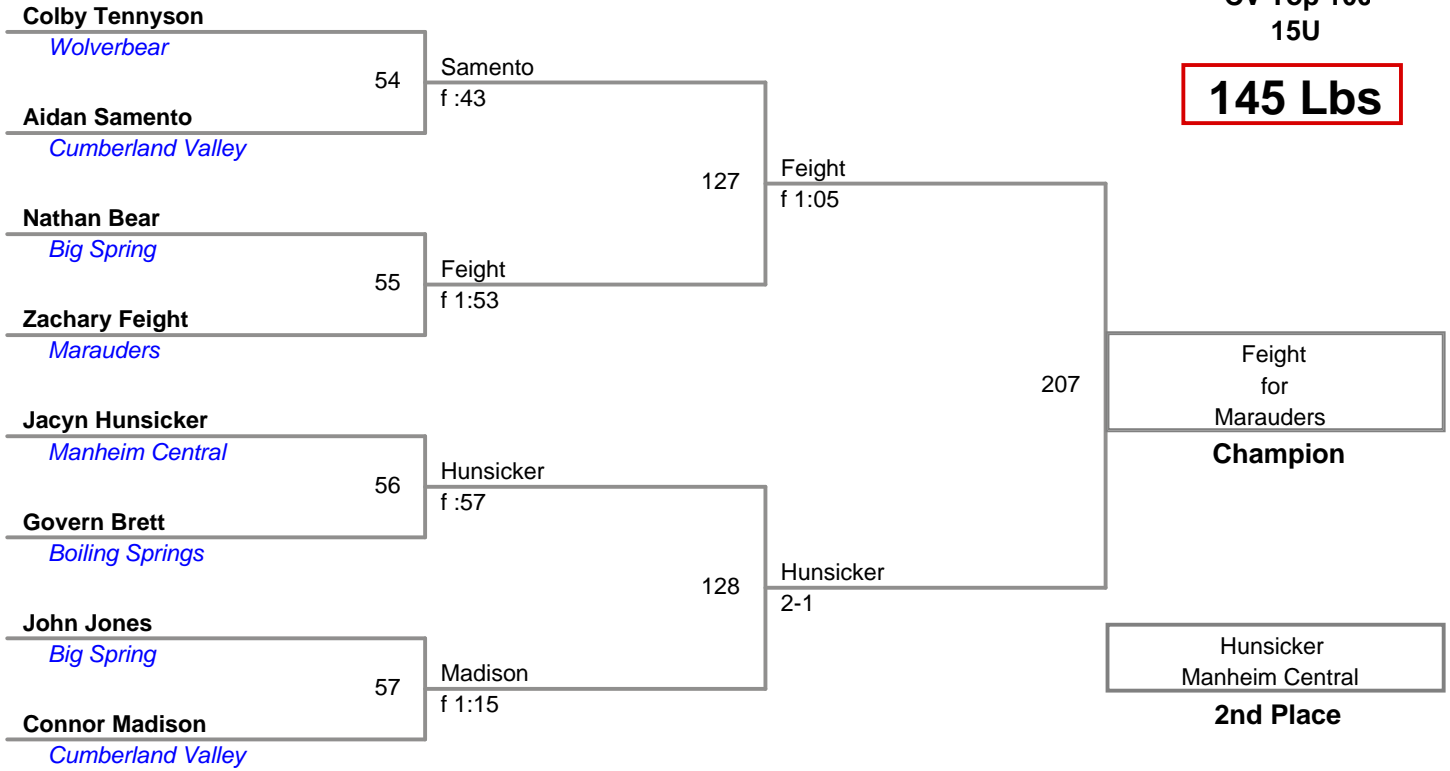 Colby Tennyson
Wolverbear
54
Samento
f :43
Aidan Samento
Cumberland Valley
127
Feight
f 1:05
Nathan Bear
Big Spring
55
Feight
f 1:53
Zachary Feight
Marauders
207
Feight
for
Marauders
Champion
Jacyn Hunsicker
Manheim Central
56
Hunsicker
f :57
Govern Brett
Boiling Springs
128
Hunsicker
2-1
John Jones
Big Spring
57
Madison
f 1:15
Connor Madison
Cumberland Valley
Hunsicker
Manheim Central
2nd Place
15U
145 Lbs